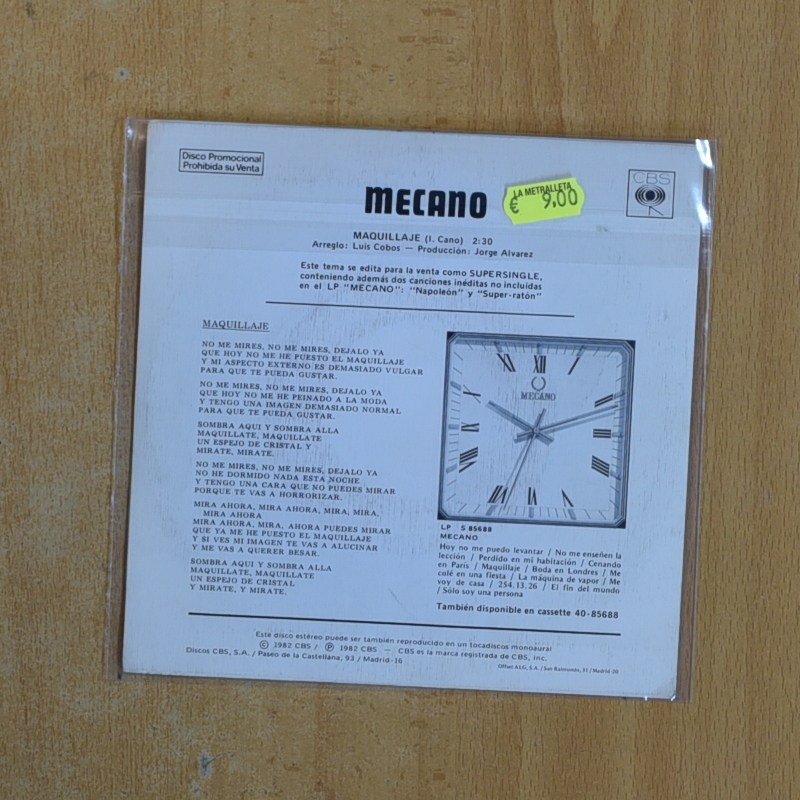 Disco Promocional
Prohibida su Venta
MECANO
LA METRALLETA
€ 9,00
CBS
MAQUILLAJE (I. Cano) 2:30
Arreglo: Luis Cobos — Producción: Jorge Alvarez
Este tema se edita para la venta como SUPERSINGLE,
conteniendo además dos canciones inéditas no incluídas
en el LP "MECANO": "Napoleón" y "Super-ratón"
MAQUILLAJE
NO ME MIRES, NO ME MIRES, DEJALO YA
QUE HOY NO ME HE PUESTO EL MAQUILLAJE
Y MI ASPECTO EXTERNO ES DEMASIADO VULGAR
PARA QUE TE PUEDA GUSTAR.
NO ME MIRES, NO ME MIRES, DEJALO YA
QUE HOY NO ME HE PEINADO A LA MODA
Y TENGO UNA IMAGEN DEMASIADO NORMAL
PARA QUE TE PUEDA GUSTAR.
SOMBRA AQUI Y SOMBRA ALLA
MAQUILLATE, MAQUILLATE
UN ESPEJO DE CRISTAL Y
MIRATE, MIRATE.
NO ME MIRES, NO ME MIRES, DEJALO YA
NO HE DORMIDO NADA ESTA NOCHE
Y TENGO UNA CARA QUE NO PUEDES MIRAR
PORQUE TE VAS A HORRORIZAR.
MIRA AHORA, MIRA AHORA, MIRA, MIRA,
MIRA AHORA
MIRA AHORA, MIRA, AHORA PUEDES MIRAR
QUE YA ME HE PUESTO EL MAQUILLAJE
Y SI VES MI IMAGEN TE VAS A ALUCINAR
Y ME VAS A QUERER BESAR.
SOMBRA AQUI Y SOMBRA ALLA
MAQUILLATE, MAQUILLATE
UN ESPEJO DE CRISTAL
Y MIRATE, Y MIRATE.
XII
MECANO
LP S 85688
MECANO
Hoy no me puedo levantar / No me enseñen la
lección / Perdido en mi habitación / Cenando
en París / Maquillaje / Boda en Londres / Me
colé en una fiesta / La máquina de vapor / Me
voy de casa / 254.13.26 / El fin del mundo
/ Sólo soy una persona
También disponible en cassette 40-85688
Este disco estéreo puede ser también reproducido en un tocadiscos monoaural
© 1982 CBS / ℗ 1982 CBS — CBS es la marca registrada de CBS, Inc.
Discos CBS, S.A. / Paseo de la Castellana, 93 / Madrid-16
Offset A&G, S.A. / San Raimundo, 31 / Madrid-20